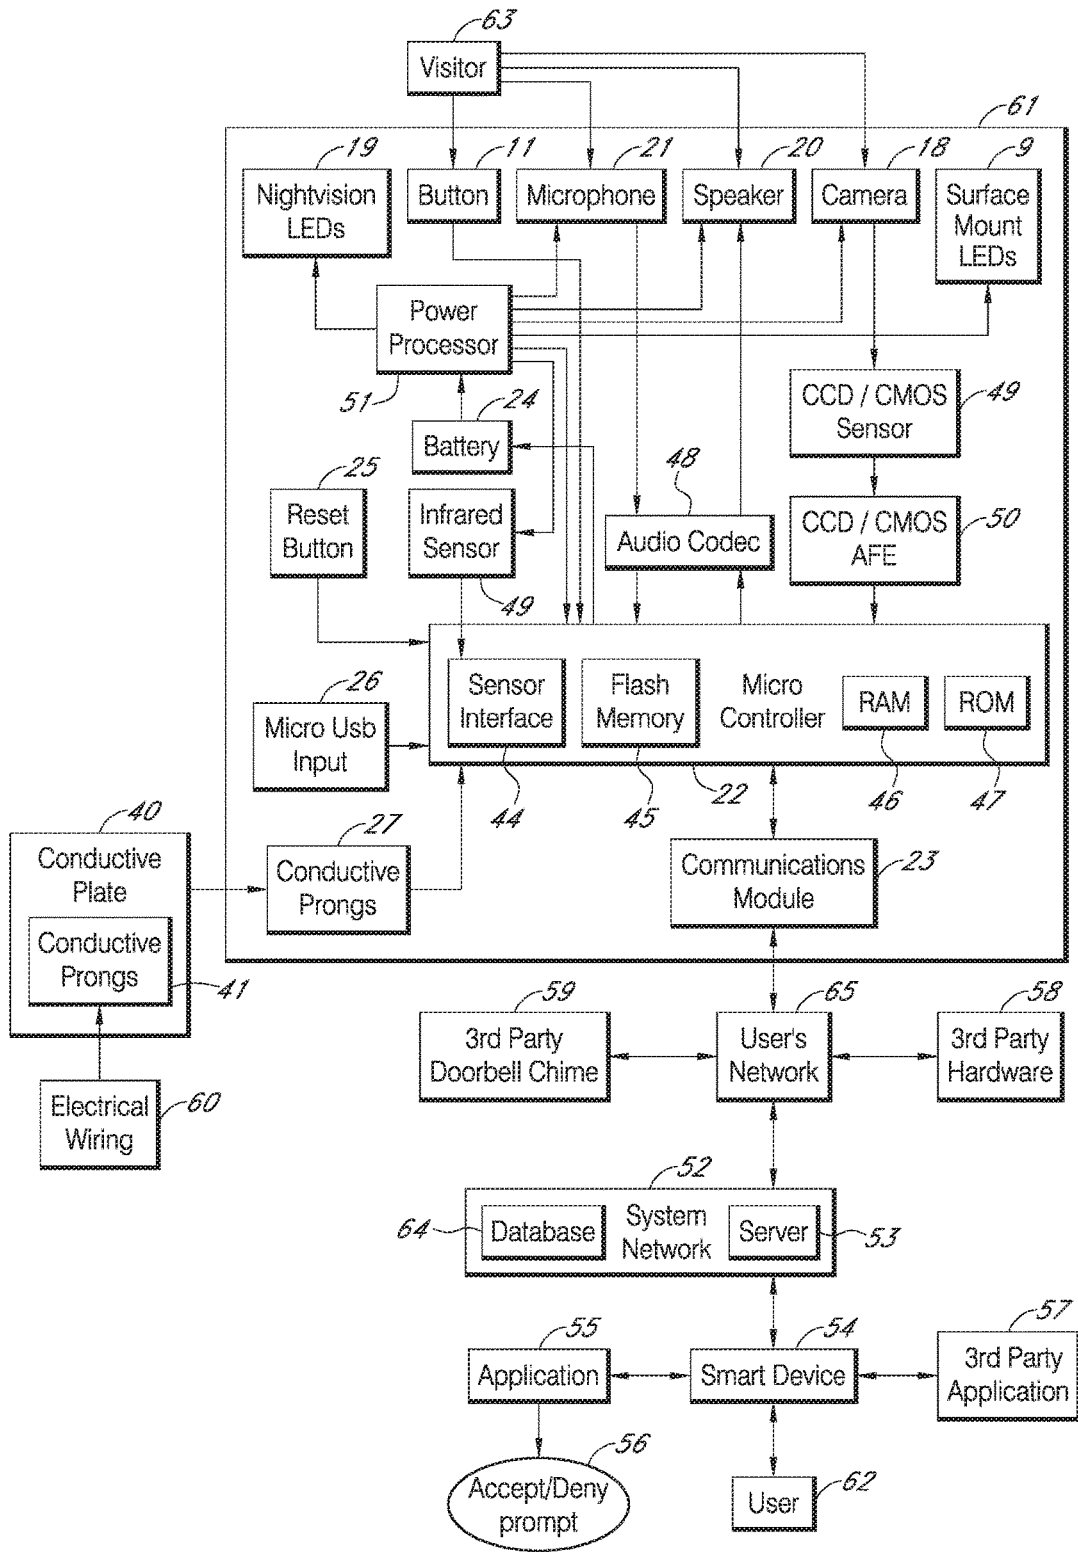 63
Visitor
61
19
11
21
20
18
9
Nightvision
LEDs
Button
Microphone
Speaker
Camera
Surface
Mount
LEDs
Power
Processor
51
24
Battery
CCD / CMOS
Sensor
49
25
Reset
Button
Infrared
Sensor
49
48
Audio Codec
CCD / CMOS
AFE
50
26
Micro Usb
Input
Sensor
Interface
44
Flash
Memory
45
Micro
Controller
22
RAM
46
ROM
47
40
Conductive
Plate
Conductive
Prongs
41
27
Conductive
Prongs
Communications
Module
23
Electrical
Wiring
60
59
3rd Party
Doorbell Chime
65
User's
Network
58
3rd Party
Hardware
52
64
Database
System
Network
Server
53
55
Application
54
Smart Device
57
3rd Party
Application
56
Accept/Deny
prompt
User
62